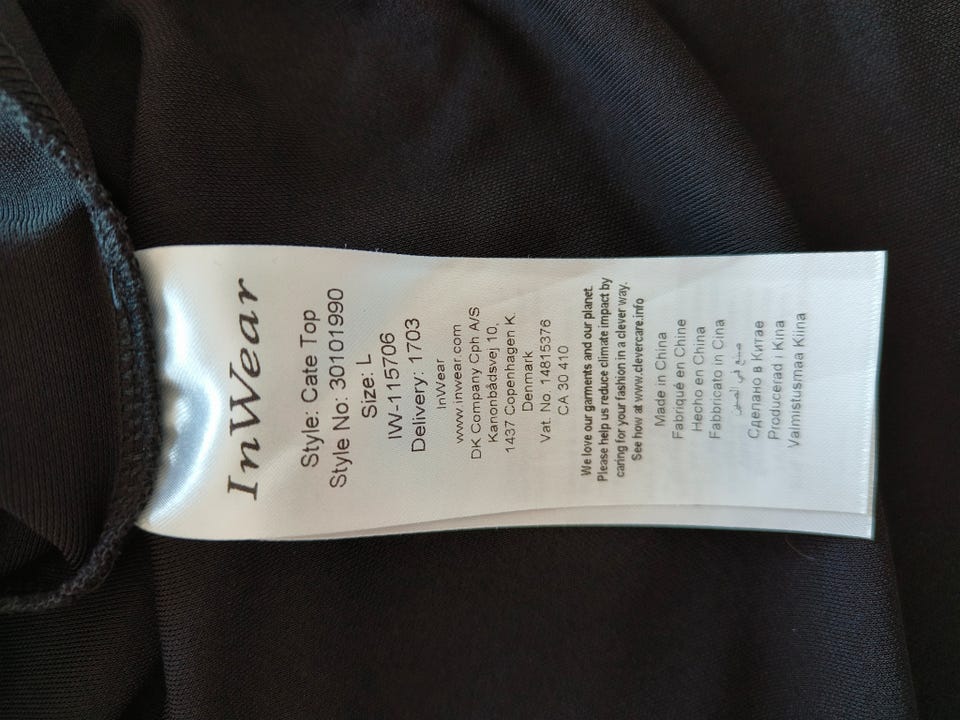 InWear
Style: Cate Top
Style No: 30101990
Size: L
IW-115706
Delivery: 1703
InWear
www.inwear.com
DK Company Cph A/S
Kanonbådsvej 10,
1437 Copenhagen K.
Denmark
Vat. No. 14815376
CA 30 410
We love our garments and our planet.
Please help us reduce climate impact by
caring for your fashion in a clever way.
See how at www.clevercare.info
Made in China
Fabriqué en Chine
Hecho en China
Fabbricato in Cina
صنع في الصين
Сделано в Китае
Producerad i Kina
Valmistusmaa Kiina